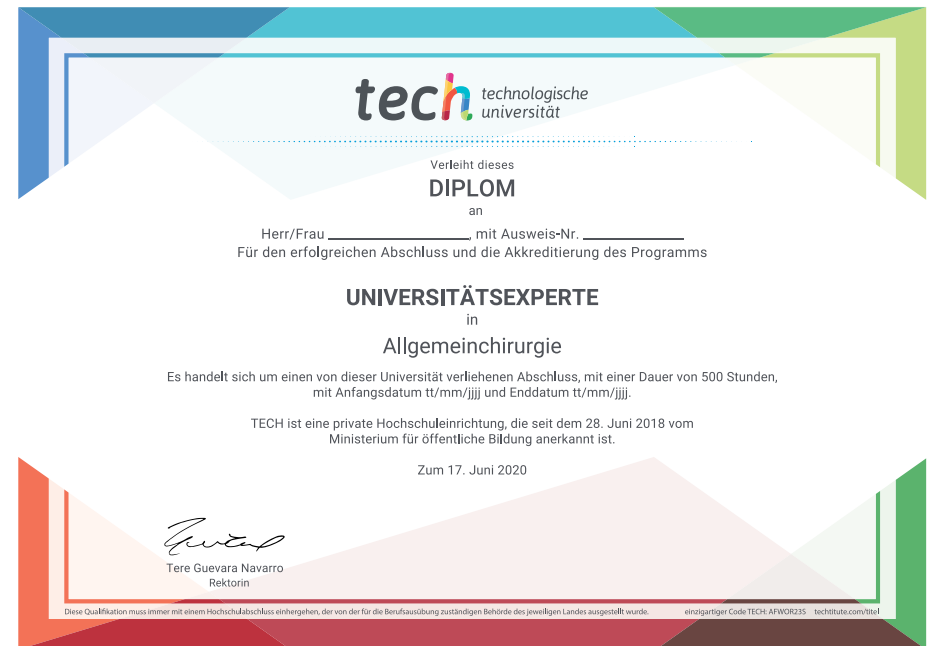 tech technologische
universität
Verleiht dieses
DIPLOM
an
Herr/Frau ____________________, mit Ausweis-Nr. ______________
Für den erfolgreichen Abschluss und die Akkreditierung des Programms
UNIVERSITÄTSEXPERTE
in
Allgemeinchirurgie
Es handelt sich um einen von dieser Universität verliehenen Abschluss, mit einer Dauer von 500 Stunden,
mit Anfangsdatum tt/mm/jjjj und Enddatum tt/mm/jjjj.
TECH ist eine private Hochschuleinrichtung, die seit dem 28. Juni 2018 vom
Ministerium für öffentliche Bildung anerkannt ist.
Zum 17. Juni 2020
Tere Guevara Navarro
Rektorin
Diese Qualifikation muss immer mit einem Hochschulabschluss einhergehen, der von der für die Berufsausübung zuständigen Behörde des jeweiligen Landes ausgestellt wurde. einzigartiger Code TECH: AFWOR23S techtitute.com/titel